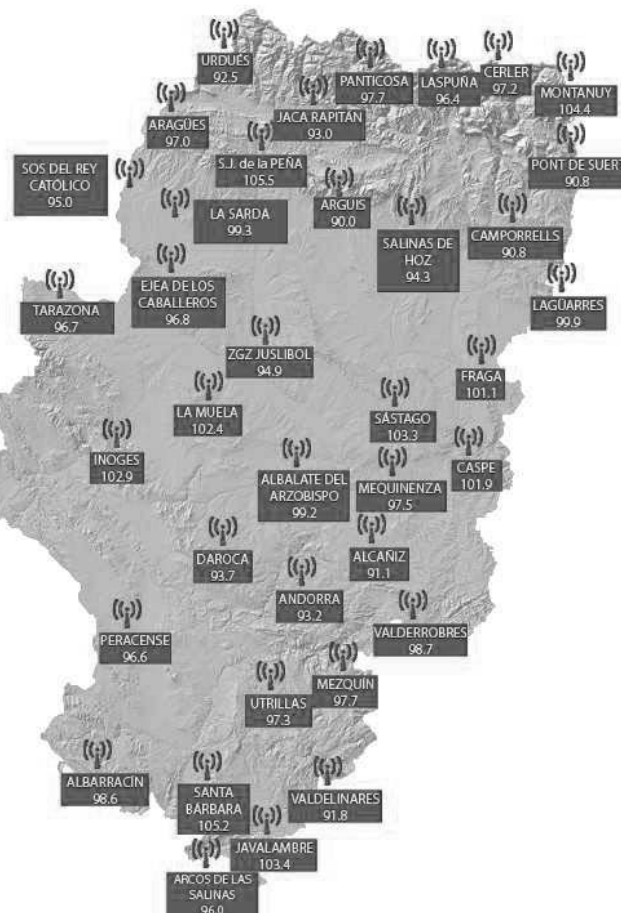 URDUÉS
92.5
PANTICOSA
97.7
LASPUÑA
96.4
CERLER
97.2
MONTANUY
104.4
ARAGÜES
97.0
JACA RAPITÁN
93.0
S.J. de la PEÑA
105.5
PONT DE SUERT
90.8
SOS DEL REY
CATÓLICO
95.0
LA SARDA
99.3
ARGUIS
90.0
SALINAS DE
HOZ
94.3
CAMPORRELLS
90.8
TARAZONA
96.7
EJEA DE LOS
CABALLEROS
96.8
LAGÜARRES
99.9
ZGZ JUSLIBOL
94.9
FRAGA
101.1
LA MUELA
102.4
SÁSTAGO
103.3
INOGES
102.9
ALBALATE DEL
ARZOBISPO
99.2
MEQUINENZA
97.5
CASPE
101.9
DAROCA
93.7
ALCAÑIZ
91.1
ANDORRA
93.2
PERACENSE
96.6
VALDERROBRES
98.7
UTRILLAS
97.3
MEZQUÍN
97.7
ALBARRACÍN
98.6
SANTA
BÁRBARA
105.2
VALDELINARES
91.8
JAVALAMBRE
103.4
ARCOS DE LAS
SALINAS
96.0